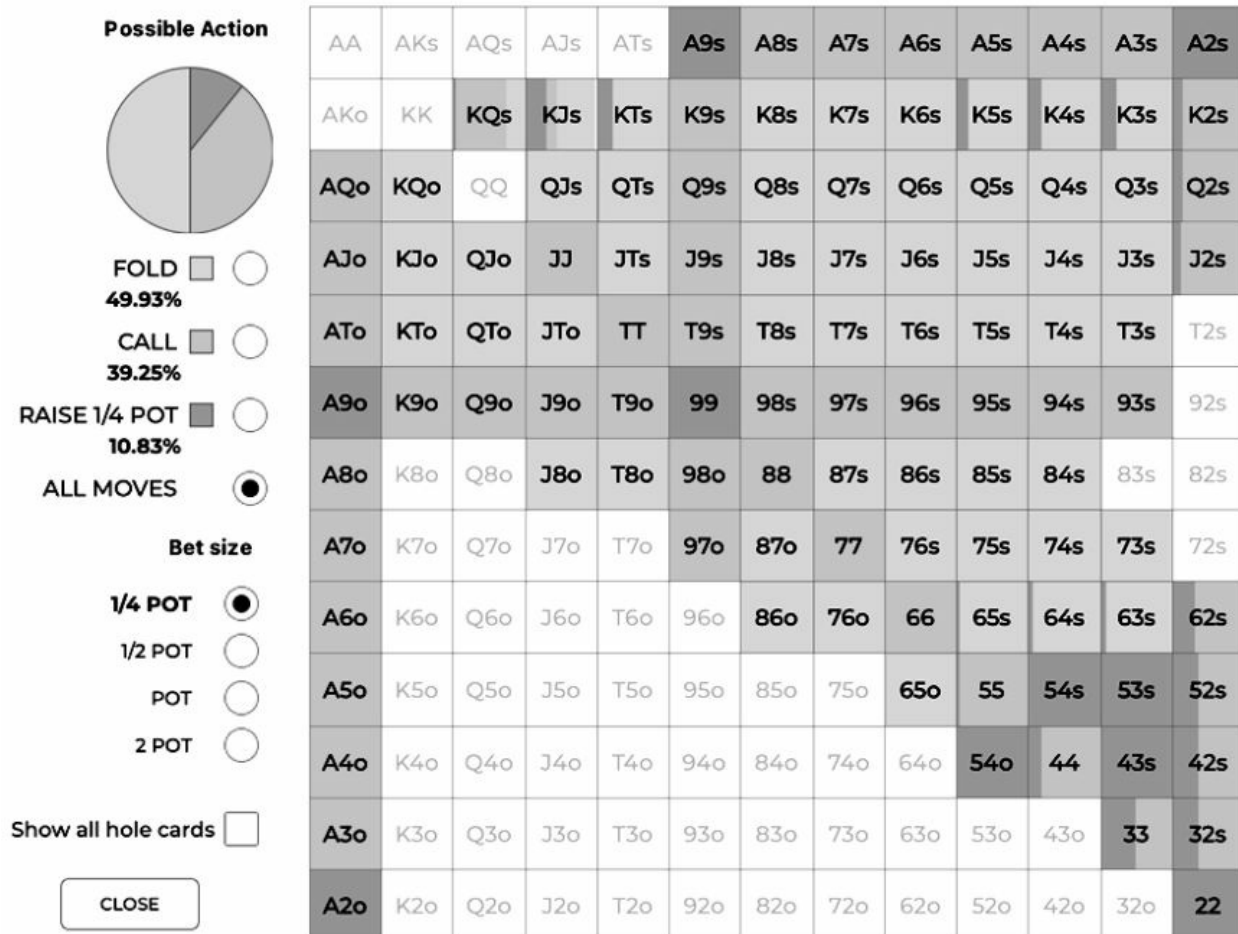 Possible Action
FOLD
49.93%
CALL
39.25%
RAISE 1/4 POT
10.83%
ALL MOVES
Bet size
1/4 POT
1/2 POT
POT
2 POT
Show all hole cards
CLOSE
AA AKs AQs AJs ATs A9s A8s A7s A6s A5s A4s A3s A2s
AKo KK KQs KJs KTs K9s K8s K7s K6s K5s K4s K3s K2s
AQo KQo QQ QJs QTs Q9s Q8s Q7s Q6s Q5s Q4s Q3s Q2s
AJo KJo QJo JJ JTs J9s J8s J7s J6s J5s J4s J3s J2s
ATo KTo QTo JTo TT T9s T8s T7s T6s T5s T4s T3s T2s
A9o K9o Q9o J9o T9o 99 98s 97s 96s 95s 94s 93s 92s
A8o K8o Q8o J8o T8o 98o 88 87s 86s 85s 84s 83s 82s
A7o K7o Q7o J7o T7o 97o 87o 77 76s 75s 74s 73s 72s
A6o K6o Q6o J6o T6o 96o 86o 76o 66 65s 64s 63s 62s
A5o K5o Q5o J5o T5o 95o 85o 75o 65o 55 54s 53s 52s
A4o K4o Q4o J4o T4o 94o 84o 74o 64o 54o 44 43s 42s
A3o K3o Q3o J3o T3o 93o 83o 73o 63o 53o 43o 33 32s
A2o K2o Q2o J2o T2o 92o 82o 72o 62o 52o 42o 32o 22